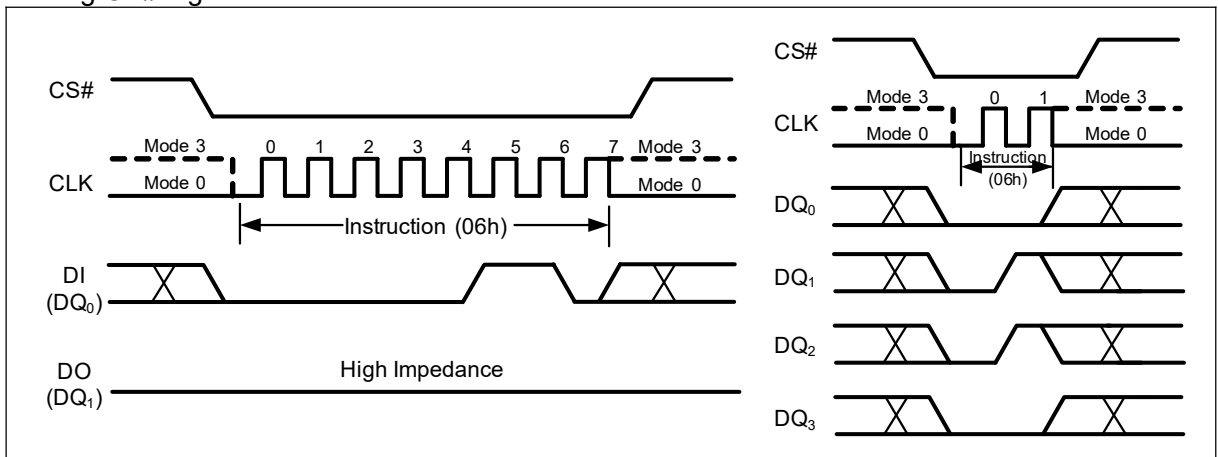 CS#
Mode 3 0 1 2 3 4 5 6 7 Mode 3
CLK
Mode 0 Mode 0
Instruction (06h)
DI
(DQ0)
High Impedance
DO
(DQ1)
CS#
Mode 3 0 1 Mode 3
CLK
Mode 0 Mode 0
Instruction
(06h)
DQ0
DQ1
DQ2
DQ3